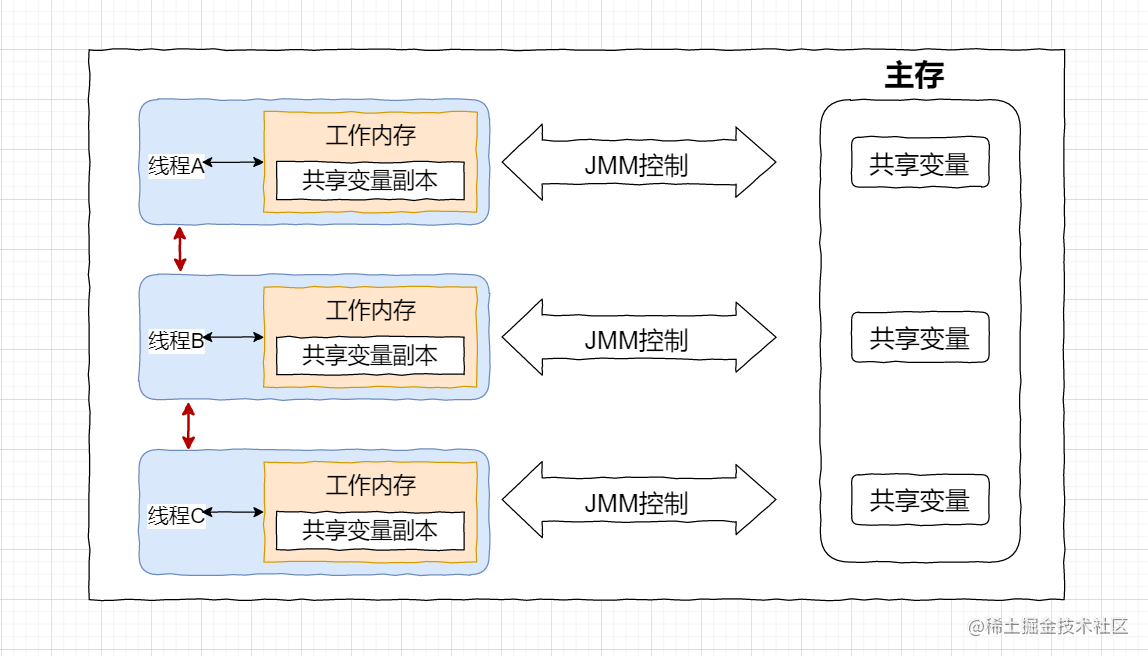 主存
工作内存
线程A
共享变量副本
JMM控制
共享变量
工作内存
线程B
共享变量副本
JMM控制
共享变量
工作内存
线程C
共享变量副本
JMM控制
共享变量
@稀土掘金技术社区